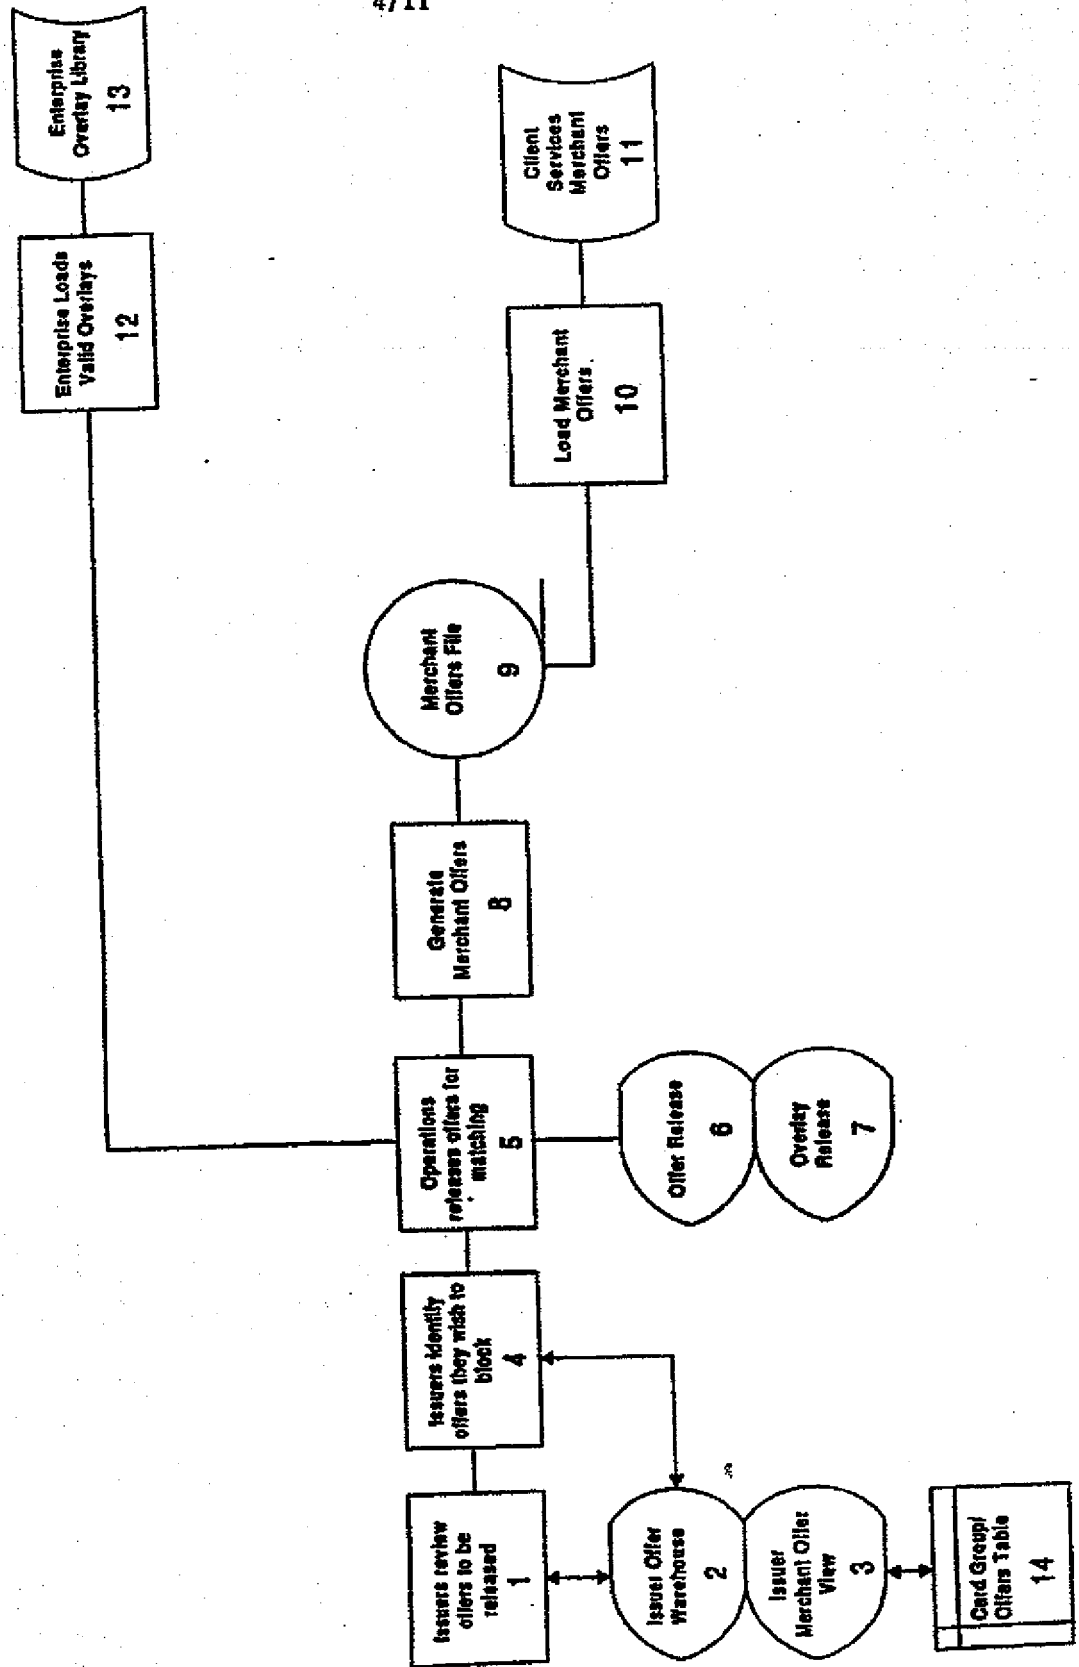 4/11
Issuers review
offers to be
released
1
Issuer Offer
Warehouse
2
Issuer
Merchant Offer
View
3
Card Group/
Offers Table
14
Issuers identify
offers they wish to
block
4
Operations
releases offers for
matching
5
Offer Release
6
Overlay
Release
7
Generate
Merchant Offers
8
Merchant
Offers File
9
Load Merchant
Offers
10
Client
Services
Merchant
Offers
11
Enterprise Loads
Valid Overlays
12
Enterprise
Overlay Library
13